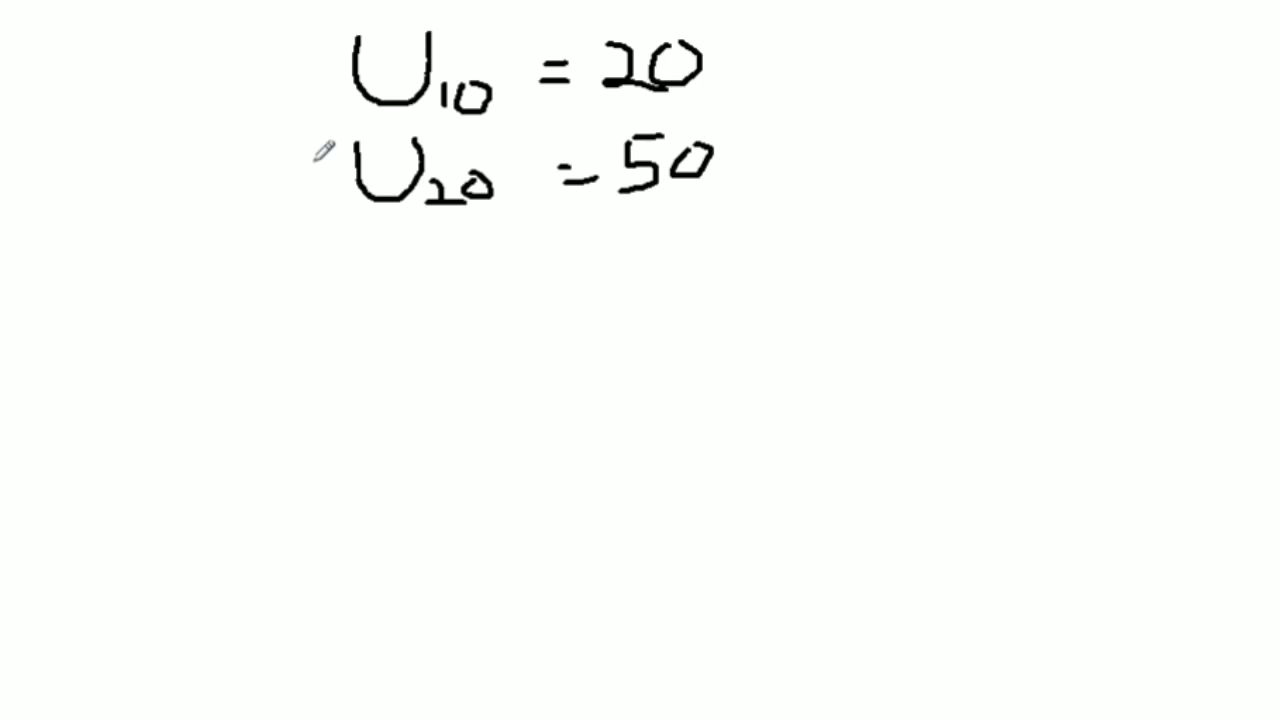 U₁₀ = 20
U₂₀ = 50